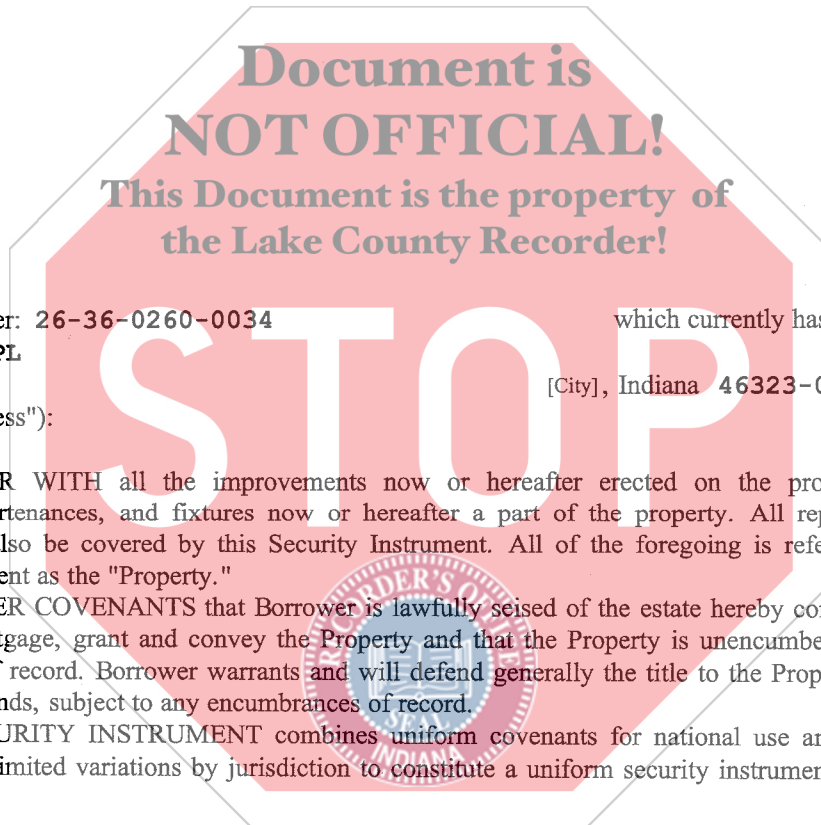 Document is
NOT OFFICIAL!
This Document is the property of
the Lake County Recorder!
STOP
er: 26-36-0260-0034 which currently has
PL
[City], Indiana 46323-0
ess"):
R WITH all the improvements now or hereafter erected on the pro
rtenances, and fixtures now or hereafter a part of the property. All rep
lso be covered by this Security Instrument. All of the foregoing is refe
ent as the "Property."
ER COVENANTS that Borrower is lawfully seised of the estate hereby co
tgage, grant and convey the Property and that the Property is unencumbe
f record. Borrower warrants and will defend generally the title to the Prop
nds, subject to any encumbrances of record.
URITY INSTRUMENT combines uniform covenants for national use a
imited variations by jurisdiction to constitute a uniform security instrumen
RECORDER'S OF
SEAL
INDIANA